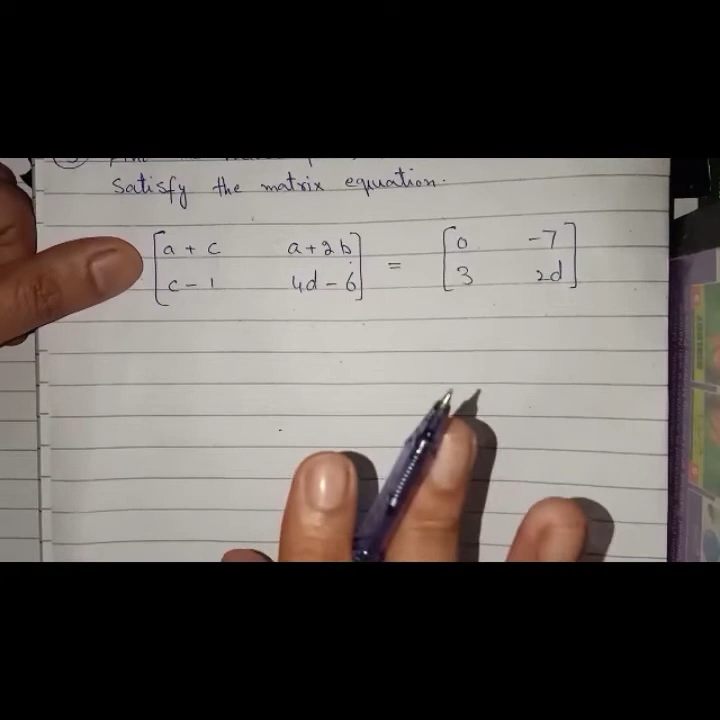 Satisfy the matrix equation.
[a + c a + 2b] = [0 -7]
[c - 1 4d - 6] [3 2d]